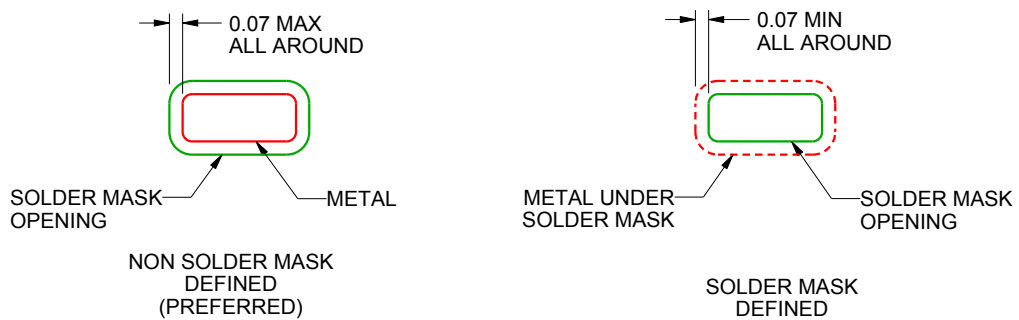 0.07 MAX
ALL AROUND
SOLDER MASK
OPENING
METAL
NON SOLDER MASK
DEFINED
(PREFERRED)
0.07 MIN
ALL AROUND
METAL UNDER
SOLDER MASK
SOLDER MASK
OPENING
SOLDER MASK
DEFINED